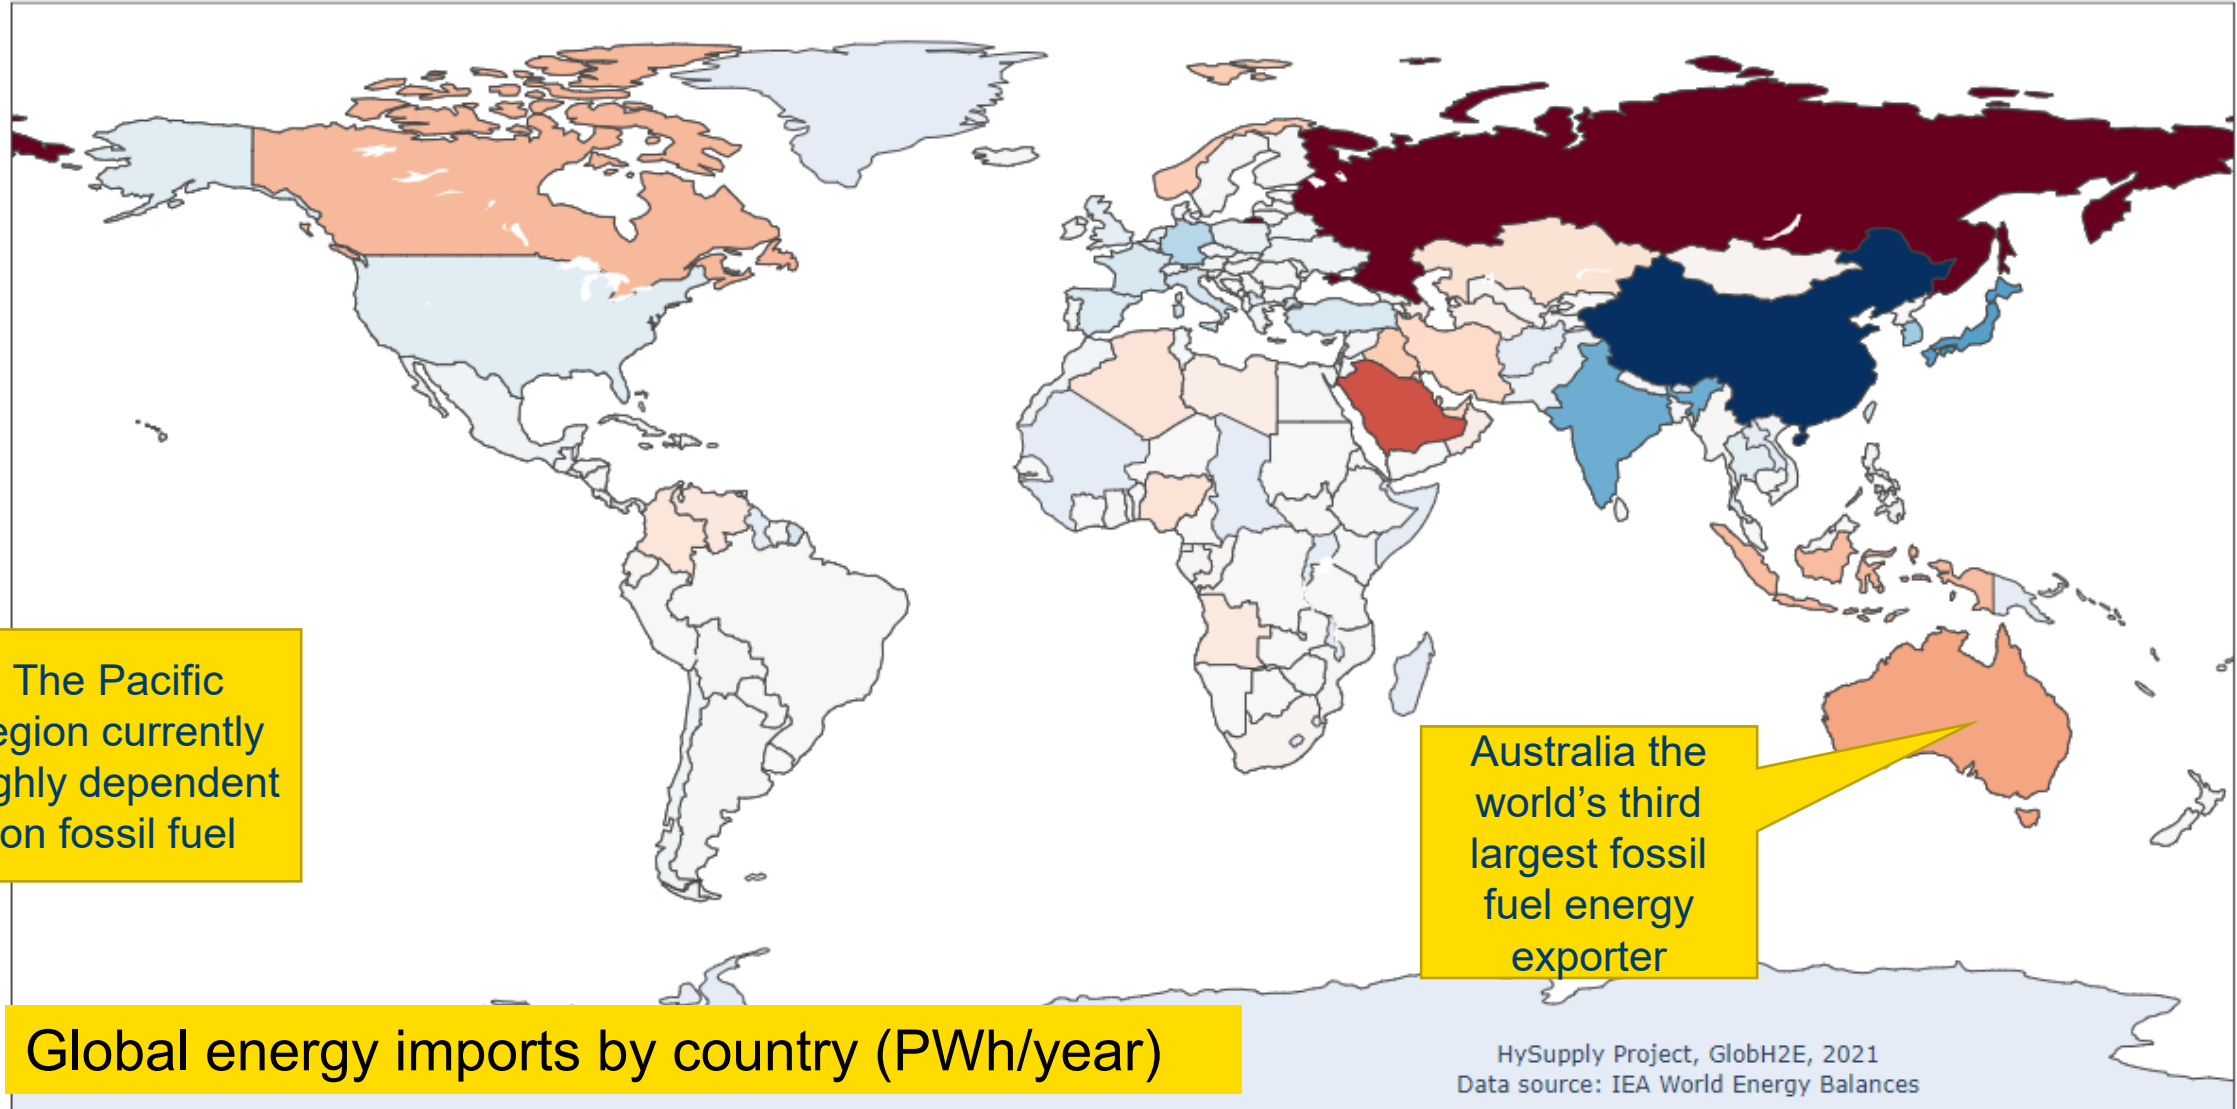 The Pacific
egion currently
ghly dependent
on fossil fuel
Australia the
world's third
largest fossil
fuel energy
exporter
Global energy imports by country (PWh/year)
HySupply Project, GlobH2E, 2021
Data source: IEA World Energy Balances